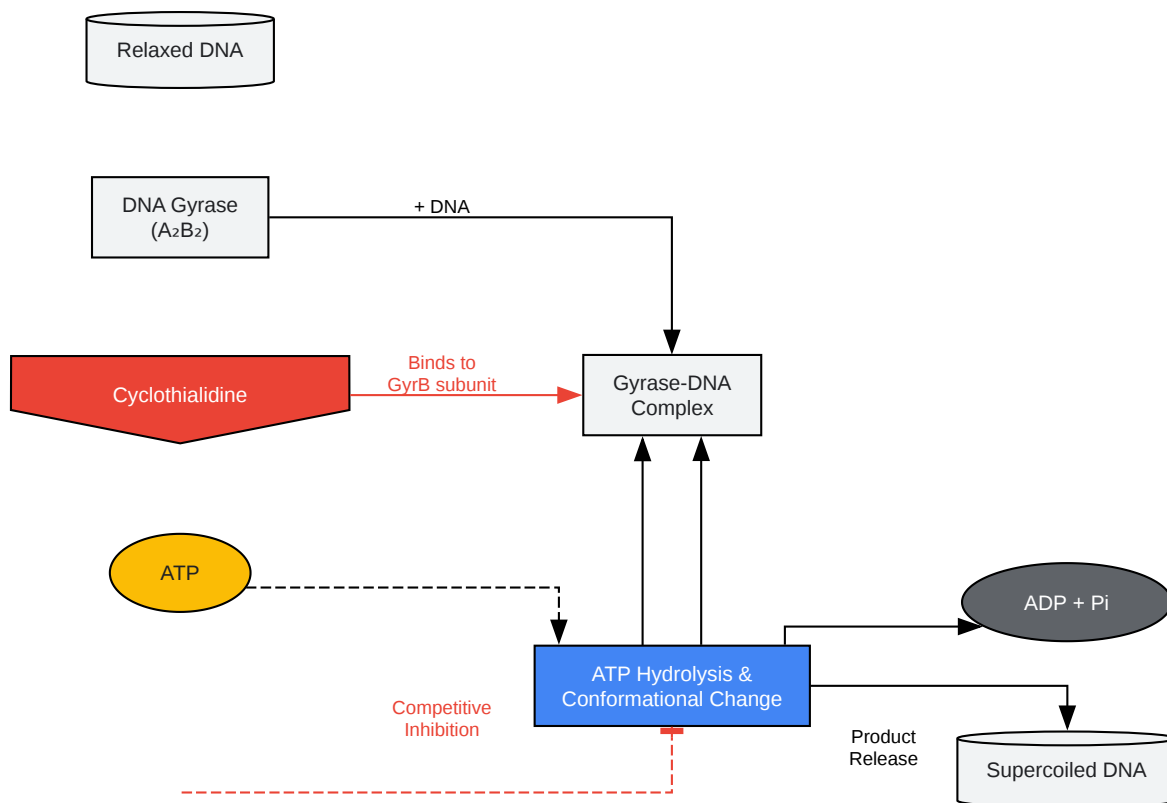 Relaxed DNA
DNA Gyrase
(A₂B₂)
+ DNA
Cyclothialidine
Binds to
GyrB subunit
Gyrase-DNA
Complex
ATP
ADP + Pi
ATP Hydrolysis &
Conformational Change
Competitive
Inhibition
Product
Release
Supercoiled DNA